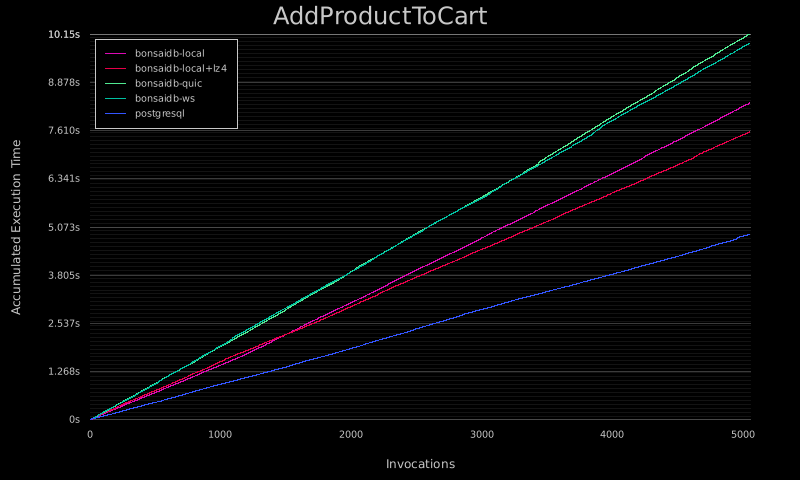 AddProductToCart
10.15s
8.878s
7.610s
6.341s
5.073s
3.805s
2.537s
1.268s
0s
bonsaidb-local
bonsaidb-local+lz4
bonsaidb-quic
bonsaidb-ws
postgresql
Accumulated Execution Time
0 1000 2000 3000 4000 5000
Invocations